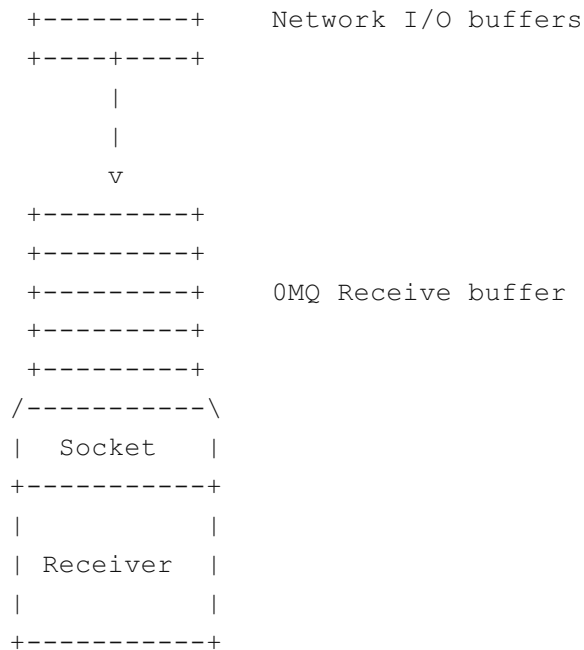 +---------+    Network I/O buffers
+----+----+
|
|
v
+---------+
+---------+
+---------+    0MQ Receive buffer
+---------+
+---------+
/-----------\
|  Socket   |
+-----------+
|           |
| Receiver  |
|           |
+-----------+